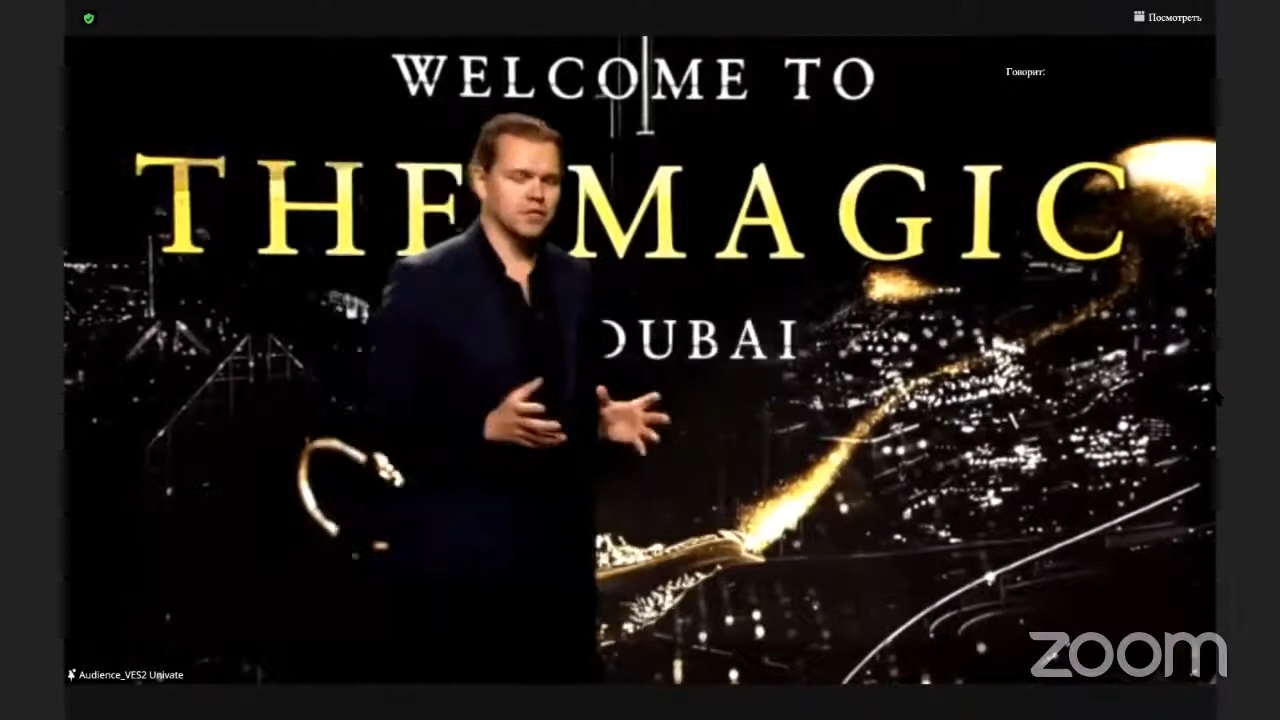 Посмотреть
Говорит:
WELCOME TO
THE MAGIC
DUBAI
zoom
Audience_VES2 Univate